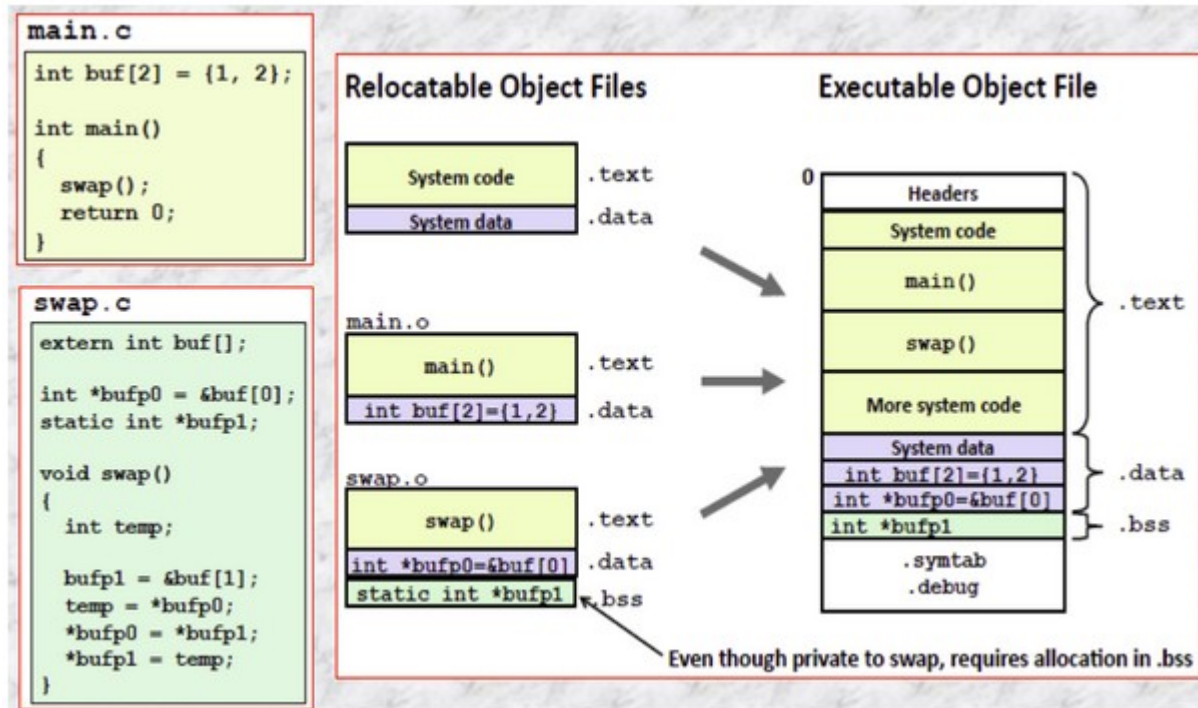 main.c
int buf[2] = {1, 2};
int main()
{
swap();
return 0;
}
swap.c
extern int buf[];
int *bufp0 = &buf[0];
static int *bufp1;
void swap()
{
int temp;
bufp1 = &buf[1];
temp = *bufp0;
*bufp0 = *bufp1;
*bufp1 = temp;
}
Relocatable Object Files
System code
.text
System data
.data
main.o
main()
.text
int buf[2]={1,2}
.data
swap.o
swap()
.text
int *bufp0=&buf[0]
.data
static int *bufp1
.bss
Even though private to swap, requires allocation in .bss
Executable Object File
0
Headers
System code
main()
swap()
More system code
.text
System data
int buf[2]={1,2}
int *bufp0=&buf[0]
.data
int *bufp1
.bss
.symtab
.debug